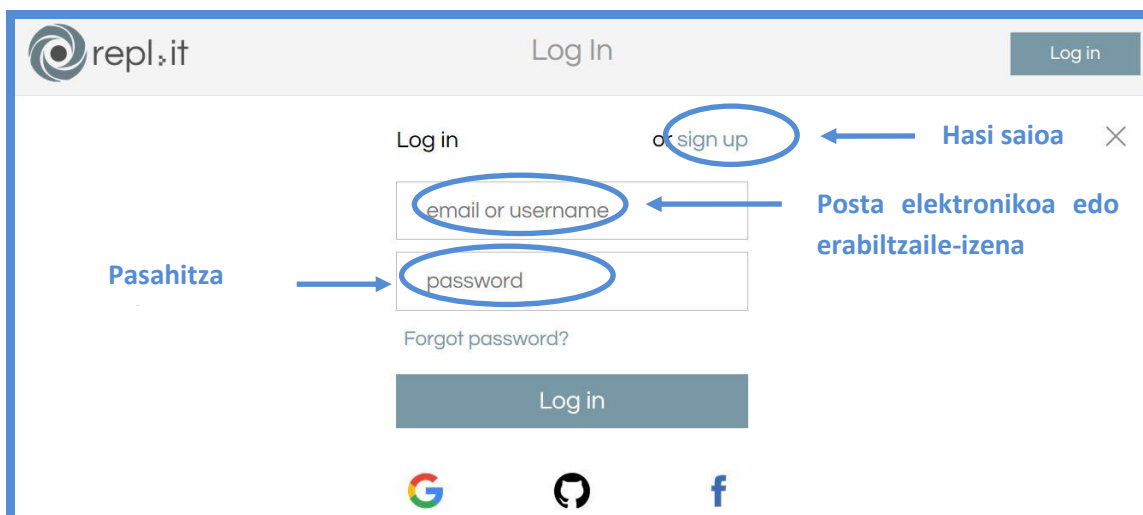 repl.it
Log In
Log in
Log in
or sign up
Hasi saioa
email or username
Posta elektronikoa edo
erabiltzaile-izena
Pasahitza
password
Forgot password?
Log in